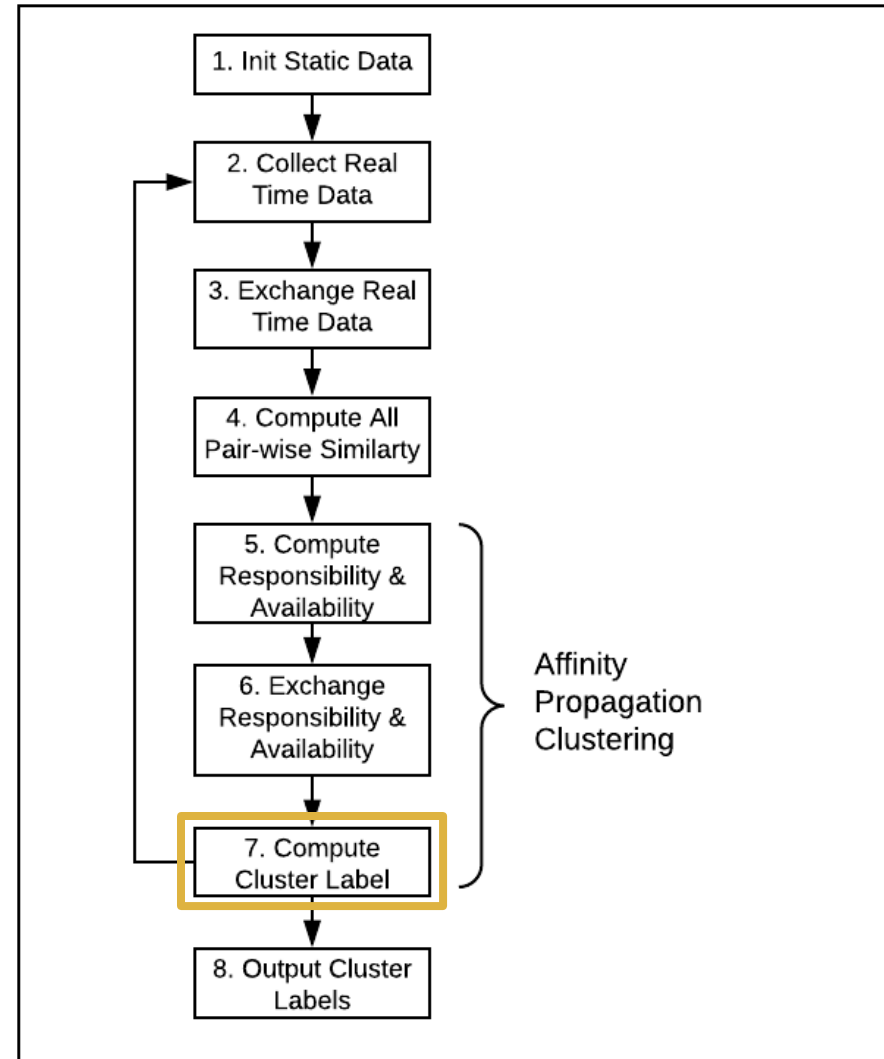 1. Init Static Data
2. Collect Real
Time Data
3. Exchange Real
Time Data
4. Compute All
Pair-wise Similarty
5. Compute
Responsibility &
Availability
6. Exchange
Responsibility &
Availability
Affinity
Propagation
Clustering
7. Compute
Cluster Label
8. Output Cluster
Labels